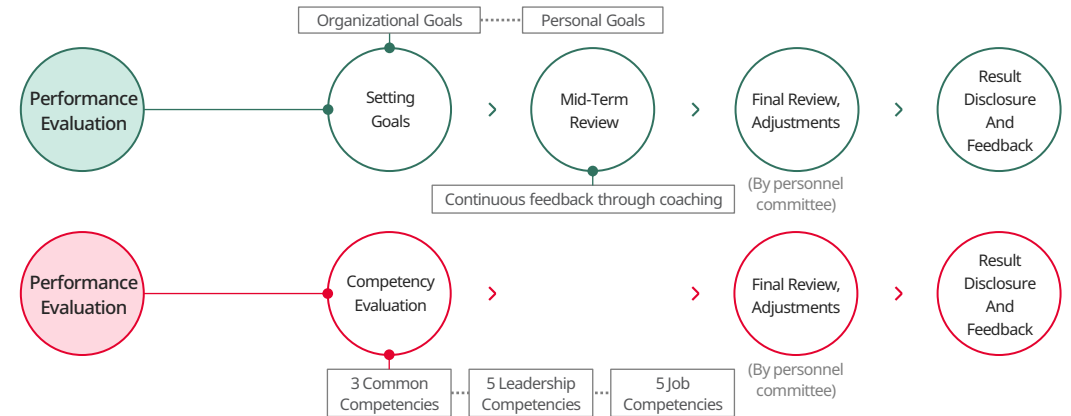 Organizational Goals
Personal Goals
Performance
Evaluation
Setting
Goals
Mid-Term
Review
Final Review,
Adjustments
Result
Disclosure
And
Feedback
Continuous feedback through coaching
(By personnel
committee)
Performance
Evaluation
Competency
Evaluation
Final Review,
Adjustments
Result
Disclosure
And
Feedback
(By personnel
committee)
3 Common
Competencies
5 Leadership
Competencies
5 Job
Competencies